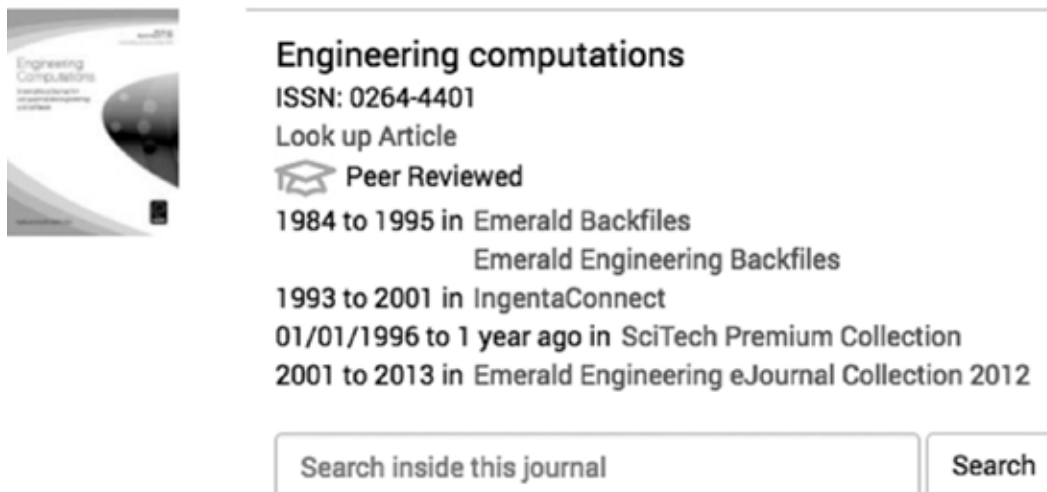 Engineering
Computations
Engineering computations
ISSN: 0264-4401
Look up Article
Peer Reviewed
1984 to 1995 in Emerald Backfiles
Emerald Engineering Backfiles
1993 to 2001 in IngentaConnect
01/01/1996 to 1 year ago in SciTech Premium Collection
2001 to 2013 in Emerald Engineering eJournal Collection 2012
Search inside this journal
Search